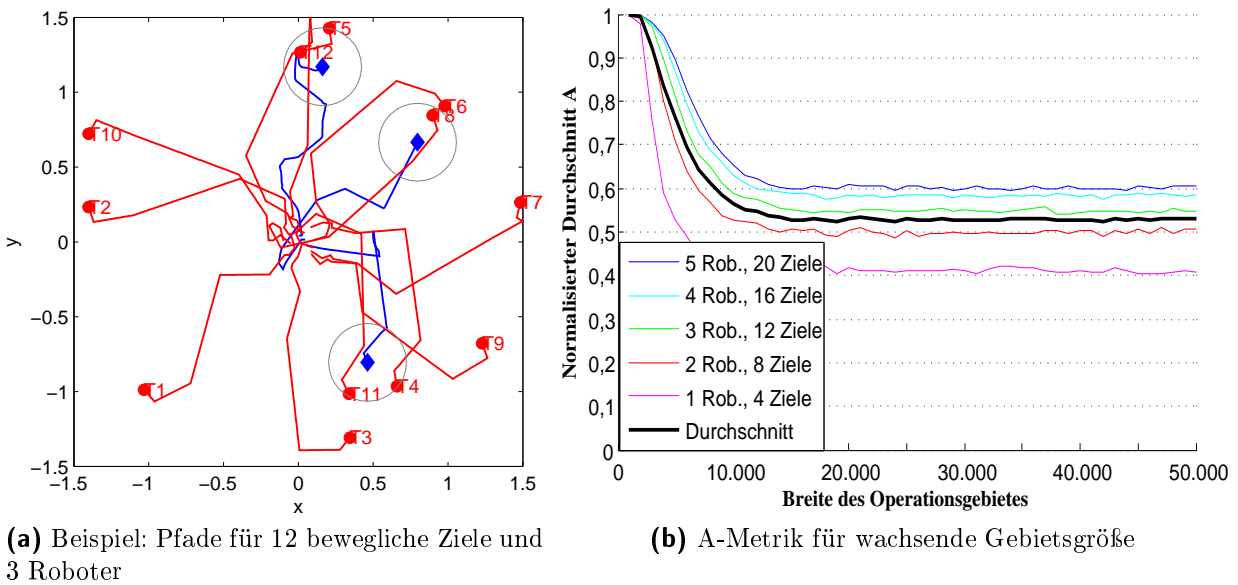 1.5
1
0.5
0
−0.5
−1
−1.5
−1.5
−1
−0.5
0
0.5
1
1.5
y
x
T5
T12
T6
T8
T10
T2
T7
T9
T1
T11
T4
T3
(a) Beispiel: Pfade für 12 bewegliche Ziele und
3 Roboter
1
0,9
0,8
0,7
0,6
0,5
0,4
0,3
0,2
0,1
0
0
10.000
20.000
30.000
40.000
50.000
Normalisierter Durchschnitt A
Breite des Operationsgebietes
5 Rob., 20 Ziele
4 Rob., 16 Ziele
3 Rob., 12 Ziele
2 Rob., 8 Ziele
1 Rob., 4 Ziele
Durchschnitt
(b) A-Metrik für wachsende Gebietsgröße